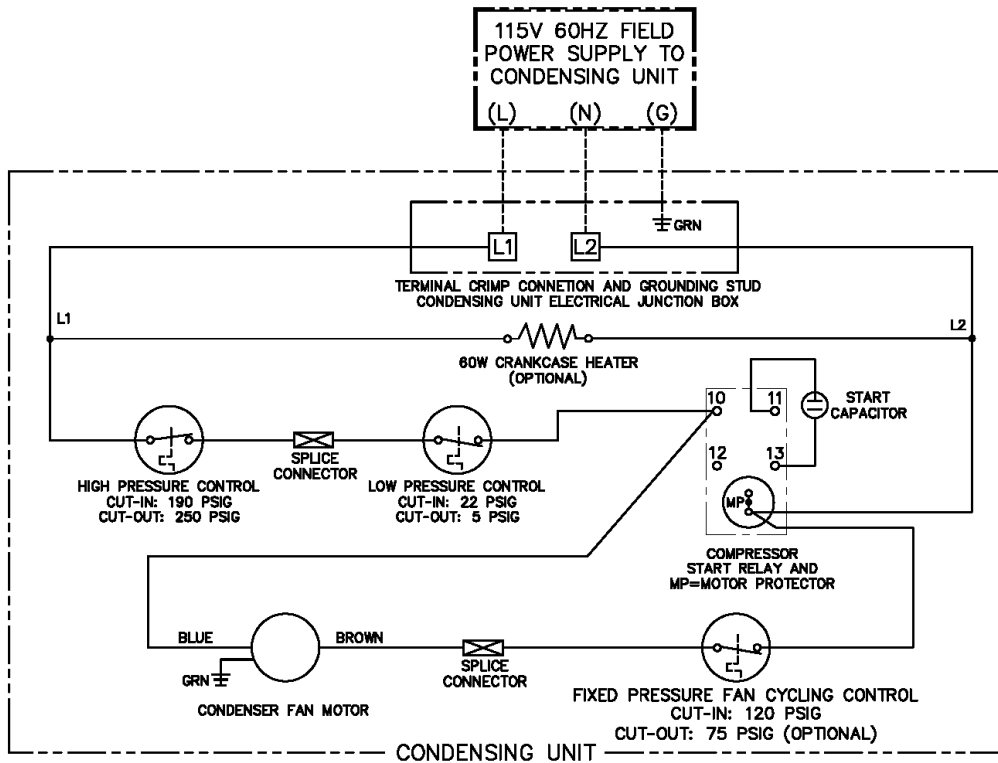 115V 60HZ FIELD
POWER SUPPLY TO
CONDENSING UNIT
(L) (N) (G)
GRN
L1 L2
TERMINAL CRIMP CONNETION AND GROUNDING STUD
CONDENSING UNIT ELECTRICAL JUNCTION BOX
L1
L2
60W CRANKCASE HEATER
(OPTIONAL)
10 11
START
CAPACITOR
12 13
SPLICE
CONNECTOR
HIGH PRESSURE CONTROL
CUT-IN: 190 PSIG
CUT-OUT: 250 PSIG
LOW PRESSURE CONTROL
CUT-IN: 22 PSIG
CUT-OUT: 5 PSIG
MP
COMPRESSOR
START RELAY AND
MP=MOTOR PROTECTOR
BLUE
BROWN
GRN
SPLICE
CONNECTOR
CONDENSER FAN MOTOR
FIXED PRESSURE FAN CYCLING CONTROL
CUT-IN: 120 PSIG
CUT-OUT: 75 PSIG (OPTIONAL)
CONDENSING UNIT